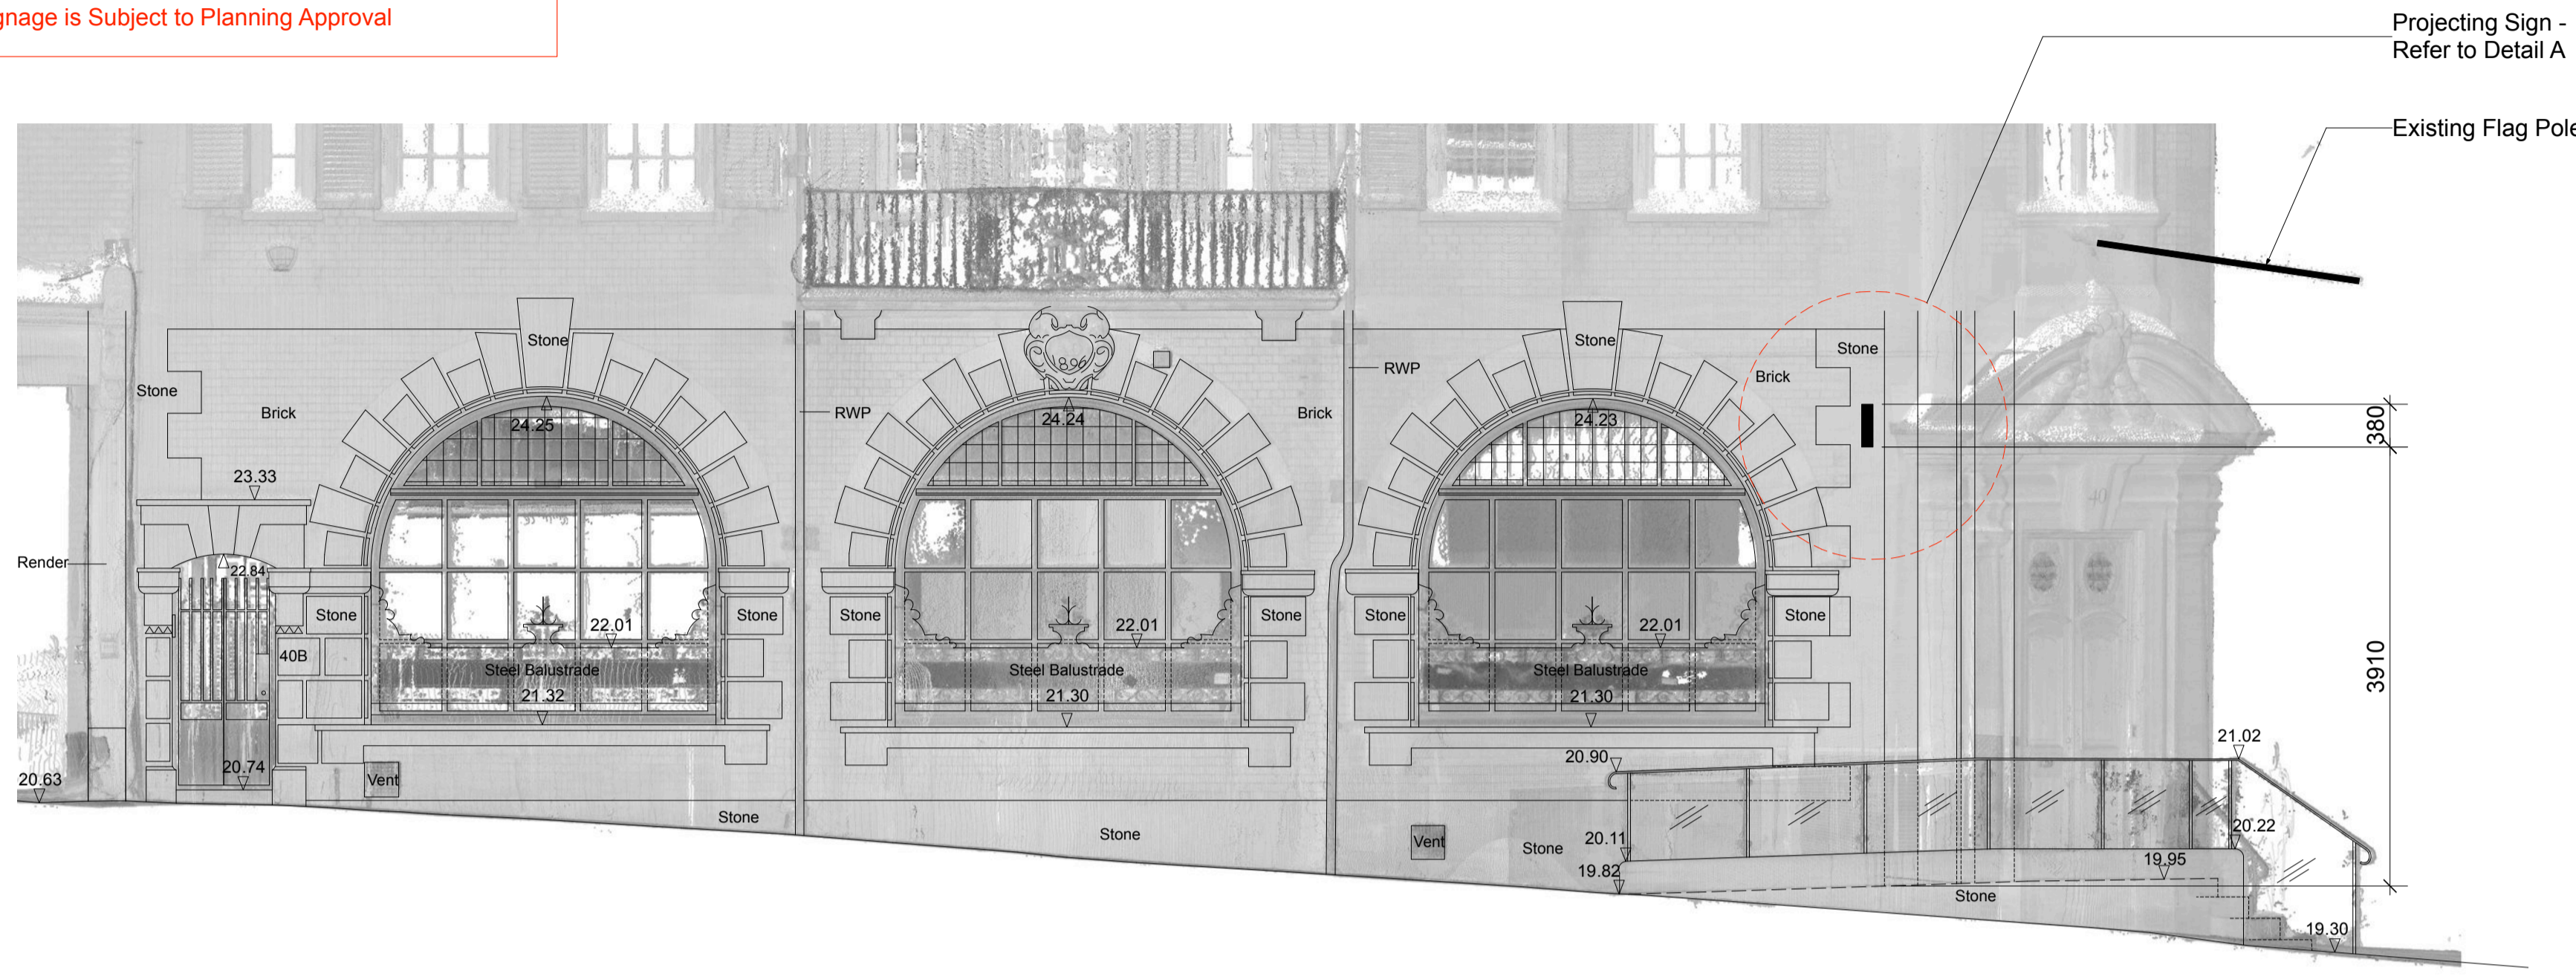 gnage is Subject to Planning Approval
Projecting Sign -
Refer to Detail A
Existing Flag Pole
Stone
Stone
Stone
1896
Stone
Brick
RWP
RWP
Brick
Brick
Stone
24.25
24.24
24.23
380
23.33
40
Render
22.84
Stone
Stone
Stone
Stone
Stone
Stone
22.01
22.01
22.01
40B
Steel Balustrade
Steel Balustrade
Steel Balustrade
3910
21.32
21.30
21.30
21.02
20.90
20.63
20.74
Vent
Stone
Stone
Vent
Stone
20.11
20.22
19.82
19.95
Stone
19.30